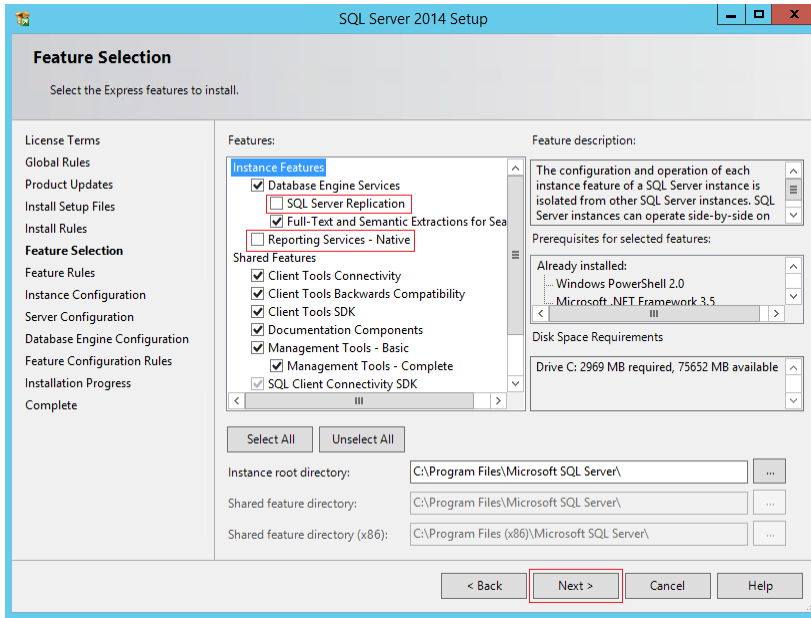 SQL Server 2014 Setup
Feature Selection
Select the Express features to install.
License Terms
Global Rules
Product Updates
Install Setup Files
Install Rules
Feature Selection
Feature Rules
Instance Configuration
Server Configuration
Database Engine Configuration
Feature Configuration Rules
Installation Progress
Complete
Features:
Instance Features
Database Engine Services
SQL Server Replication
Full-Text and Semantic Extractions for Sea
Reporting Services - Native
Shared Features
Client Tools Connectivity
Client Tools Backwards Compatibility
Client Tools SDK
Documentation Components
Management Tools - Basic
Management Tools - Complete
SQL Client Connectivity SDK
Feature description:
The configuration and operation of each
instance feature of a SQL Server instance is
isolated from other SQL Server instances. SQL
Server instances can operate side-by-side on
Prerequisites for selected features:
Already installed:
Windows PowerShell 2.0
Microsoft .NET Framework 3.5
Disk Space Requirements
Drive C: 2969 MB required, 75652 MB available
Select All
Unselect All
Instance root directory:
C:\Program Files\Microsoft SQL Server\
...
Shared feature directory:
C:\Program Files\Microsoft SQL Server\
...
Shared feature directory (x86):
C:\Program Files (x86)\Microsoft SQL Server\
...
< Back
Next >
Cancel
Help